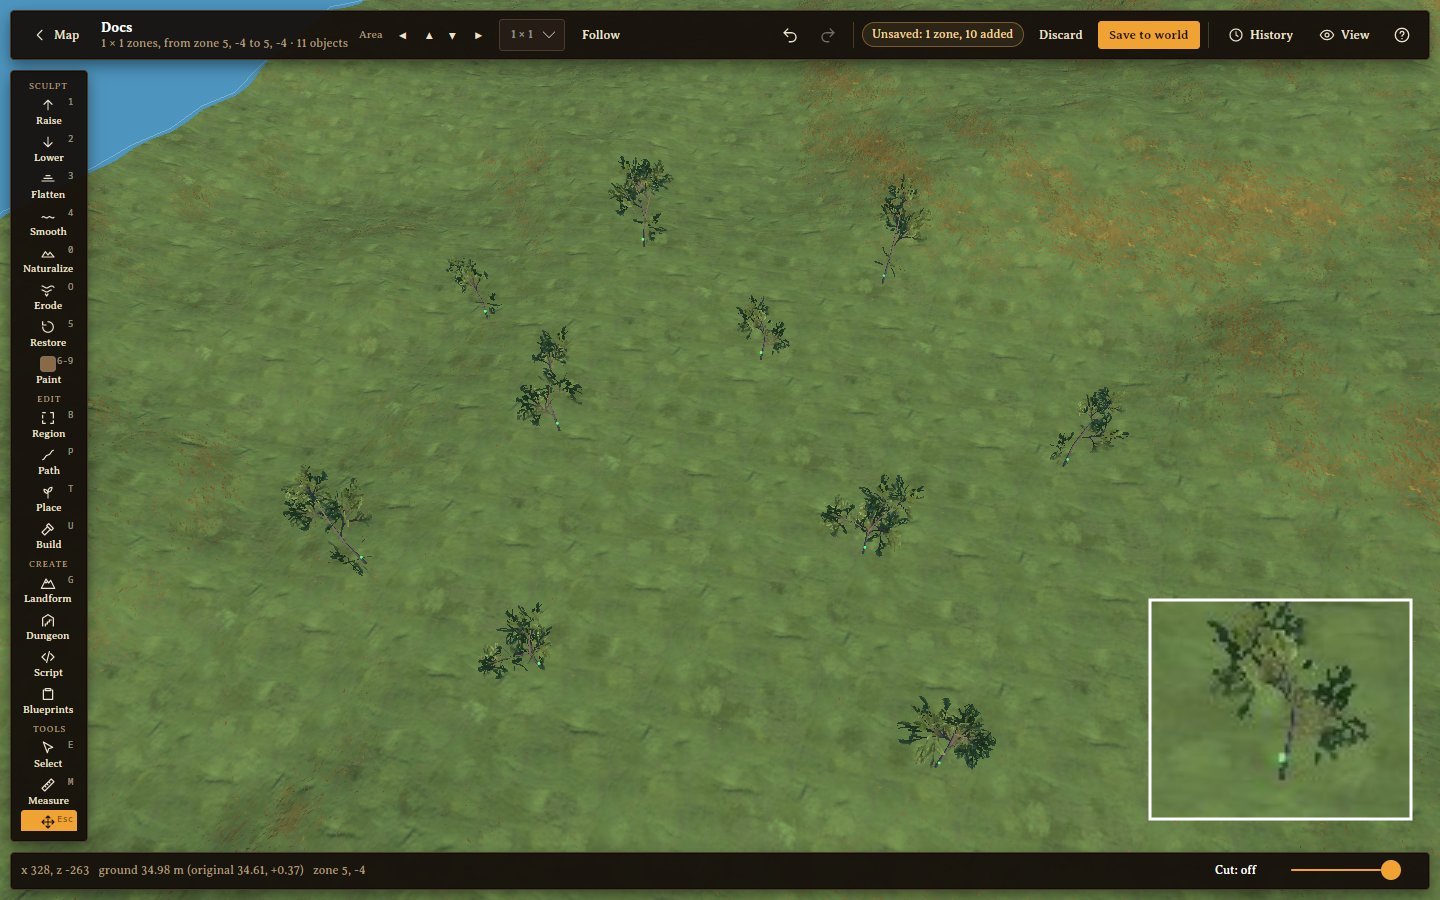 Map
Docs
1 × 1 zones, from zone 5, -4 to 5, -4 · 11 objects
Area
1 × 1
Follow
Unsaved: 1 zone, 10 added
Discard
Save to world
History
View
SCULPT
1
Raise
2
Lower
3
Flatten
4
Smooth
0
Naturalize
O
Erode
5
Restore
6-9
Paint
EDIT
B
Region
P
Path
T
Place
U
Build
CREATE
G
Landform
Dungeon
Script
Blueprints
TOOLS
E
Select
M
Measure
Esc
x 328, z -263 ground 34.98 m (original 34.61, +0.37) zone 5, -4
Cut: off